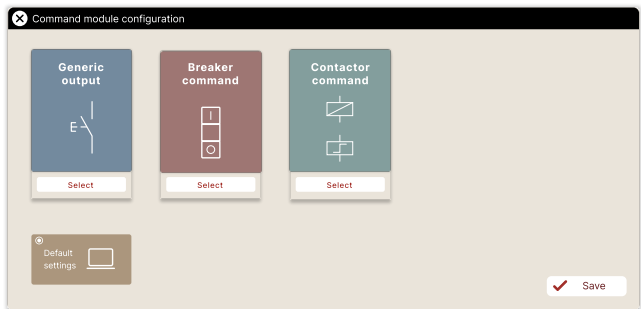 Command module configuration
Generic
output
Breaker
command
Contactor
command
E
Select
Select
Select
Default
settings
Save